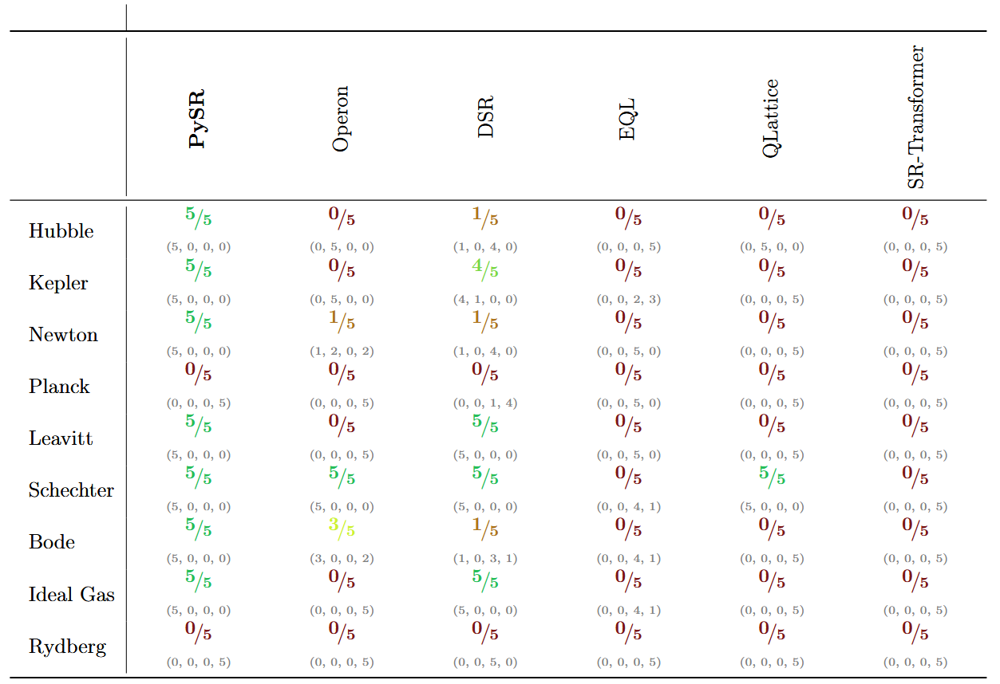 PySR Operon DSR EQL QLattice SR-Transformer
Hubble 5/5 0/5 1/5 0/5 0/5 0/5
(5, 0, 0, 0) (0, 5, 0, 0) (1, 0, 4, 0) (0, 0, 0, 5) (0, 5, 0, 0) (0, 0, 0, 5)
Kepler 5/5 0/5 4/5 0/5 0/5 0/5
(5, 0, 0, 0) (0, 5, 0, 0) (4, 1, 0, 0) (0, 0, 2, 3) (0, 0, 0, 5) (0, 0, 0, 5)
Newton 5/5 1/5 1/5 0/5 0/5 0/5
(5, 0, 0, 0) (1, 2, 0, 2) (1, 0, 4, 0) (0, 0, 5, 0) (0, 0, 0, 5) (0, 0, 0, 5)
Planck 0/5 0/5 0/5 0/5 0/5 0/5
(0, 0, 0, 5) (0, 0, 0, 5) (0, 0, 1, 4) (0, 0, 5, 0) (0, 0, 0, 5) (0, 0, 0, 5)
Leavitt 5/5 0/5 5/5 0/5 0/5 0/5
(5, 0, 0, 0) (0, 0, 0, 5) (5, 0, 0, 0) (0, 0, 5, 0) (0, 0, 0, 5) (0, 0, 0, 5)
Schechter 5/5 5/5 5/5 0/5 5/5 0/5
(5, 0, 0, 0) (5, 0, 0, 0) (5, 0, 0, 0) (0, 0, 4, 1) (5, 0, 0, 0) (0, 0, 0, 5)
Bode 5/5 3/5 1/5 0/5 0/5 0/5
(5, 0, 0, 0) (3, 0, 0, 2) (1, 0, 3, 1) (0, 0, 4, 1) (0, 0, 0, 5) (0, 0, 0, 5)
Ideal Gas 5/5 0/5 5/5 0/5 0/5 0/5
(5, 0, 0, 0) (0, 0, 0, 5) (5, 0, 0, 0) (0, 0, 4, 1) (0, 0, 0, 5) (0, 0, 0, 5)
Rydberg 0/5 0/5 0/5 0/5 0/5 0/5
(0, 0, 0, 5) (0, 0, 0, 5) (0, 0, 5, 0) (0, 0, 0, 5) (0, 0, 0, 5) (0, 0, 0, 5)